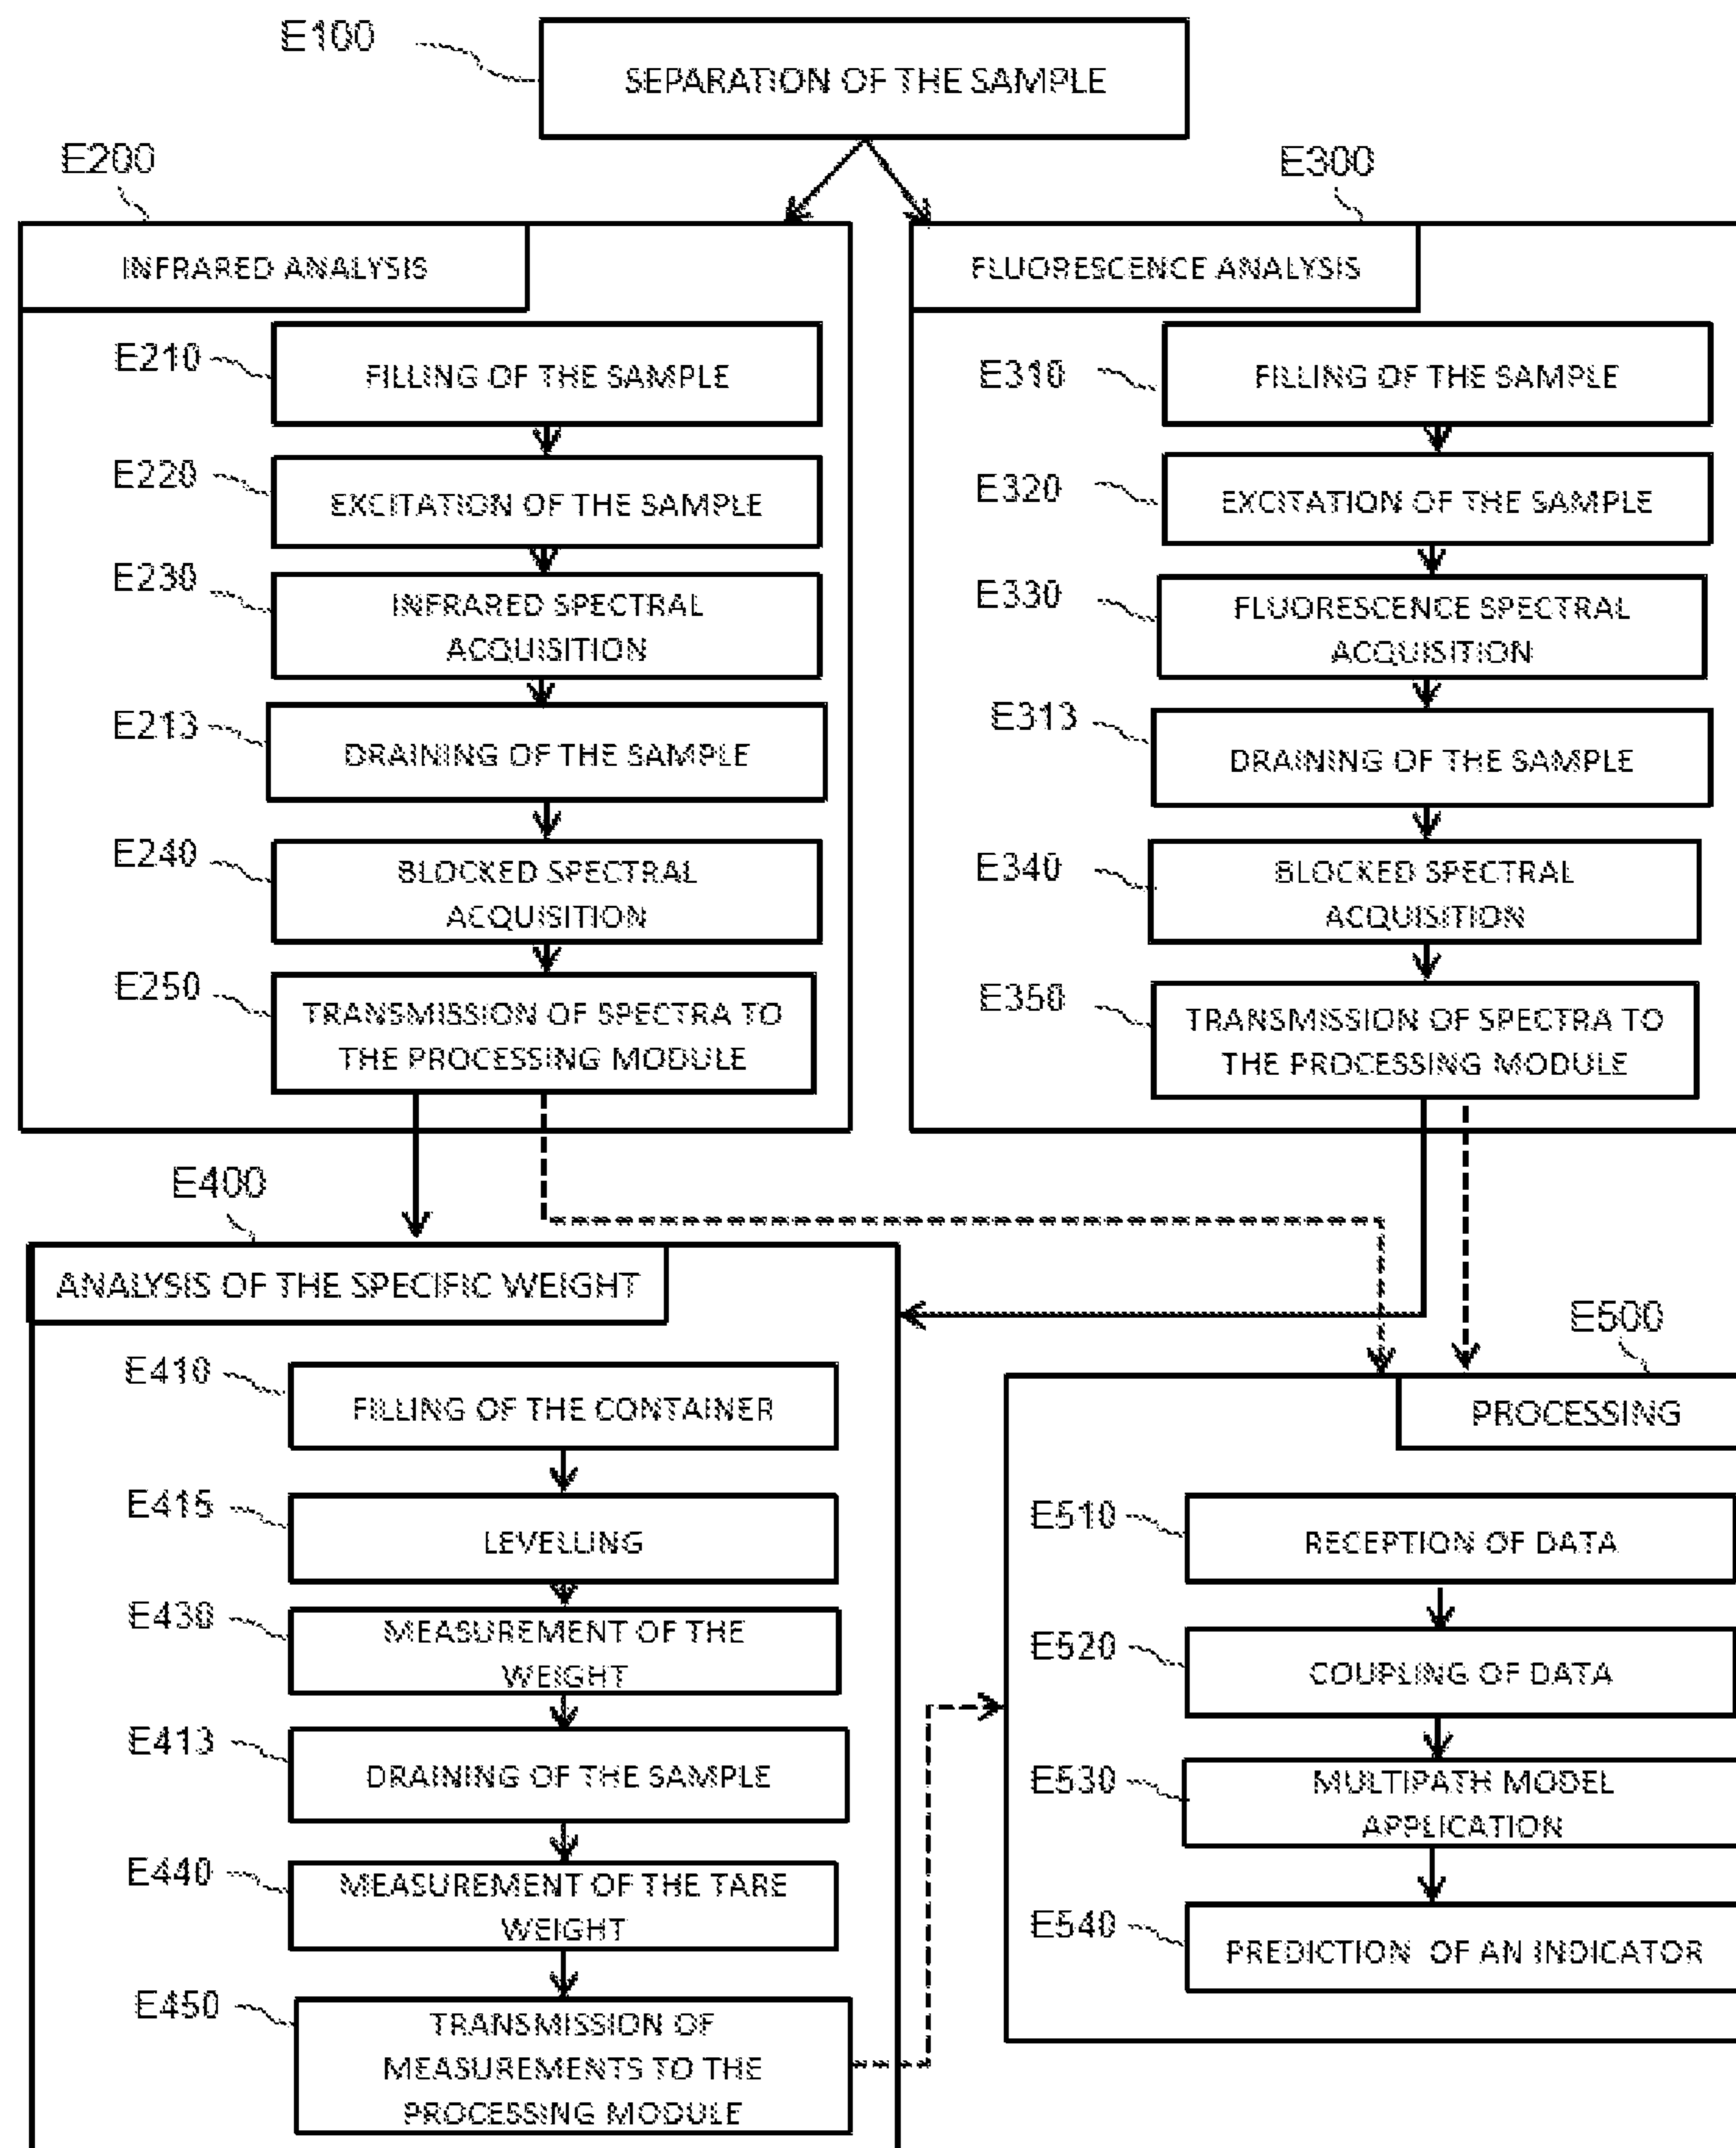 E100
SEPARATION OF THE SAMPLE
E200
INFRARED ANALYSIS
E210
FILLING OF THE SAMPLE
E220
EXCITATION OF THE SAMPLE
E230
INFRARED SPECTRAL
ACQUISITION
E213
DRAINING OF THE SAMPLE
E240
BLOCKED SPECTRAL
ACQUISITION
E250
TRANSMISSION OF SPECTRA TO
THE PROCESSING MODULE
E300
FLUORESCENCE ANALYSIS
E310
FILLING OF THE SAMPLE
E320
EXCITATION OF THE SAMPLE
E330
FLUORESCENCE SPECTRAL
ACQUISITION
E313
DRAINING OF THE SAMPLE
E340
BLOCKED SPECTRAL
ACQUISITION
E350
TRANSMISSION OF SPECTRA TO
THE PROCESSING MODULE
E400
ANALYSIS OF THE SPECIFIC WEIGHT
E410
FILLING OF THE CONTAINER
E415
LEVELLING
E430
MEASUREMENT OF THE
WEIGHT
E413
DRAINING OF THE SAMPLE
E440
MEASUREMENT OF THE TARE
WEIGHT
E450
TRANSMISSION OF
MEASUREMENTS TO THE
PROCESSING MODULE
E500
PROCESSING
E510
RECEPTION OF DATA
E520
COUPLING OF DATA
E530
MULTIPATH MODEL
APPLICATION
E540
PREDICTION OF AN INDICATOR